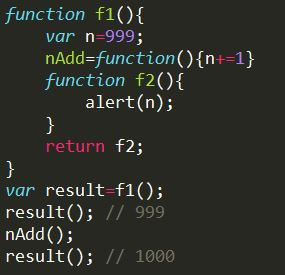 function f1(){
    var n=999;
    nAdd=function(){n+=1}
    function f2(){
        alert(n);
    }
    return f2;
}
var result=f1();
result(); // 999
nAdd();
result(); // 1000